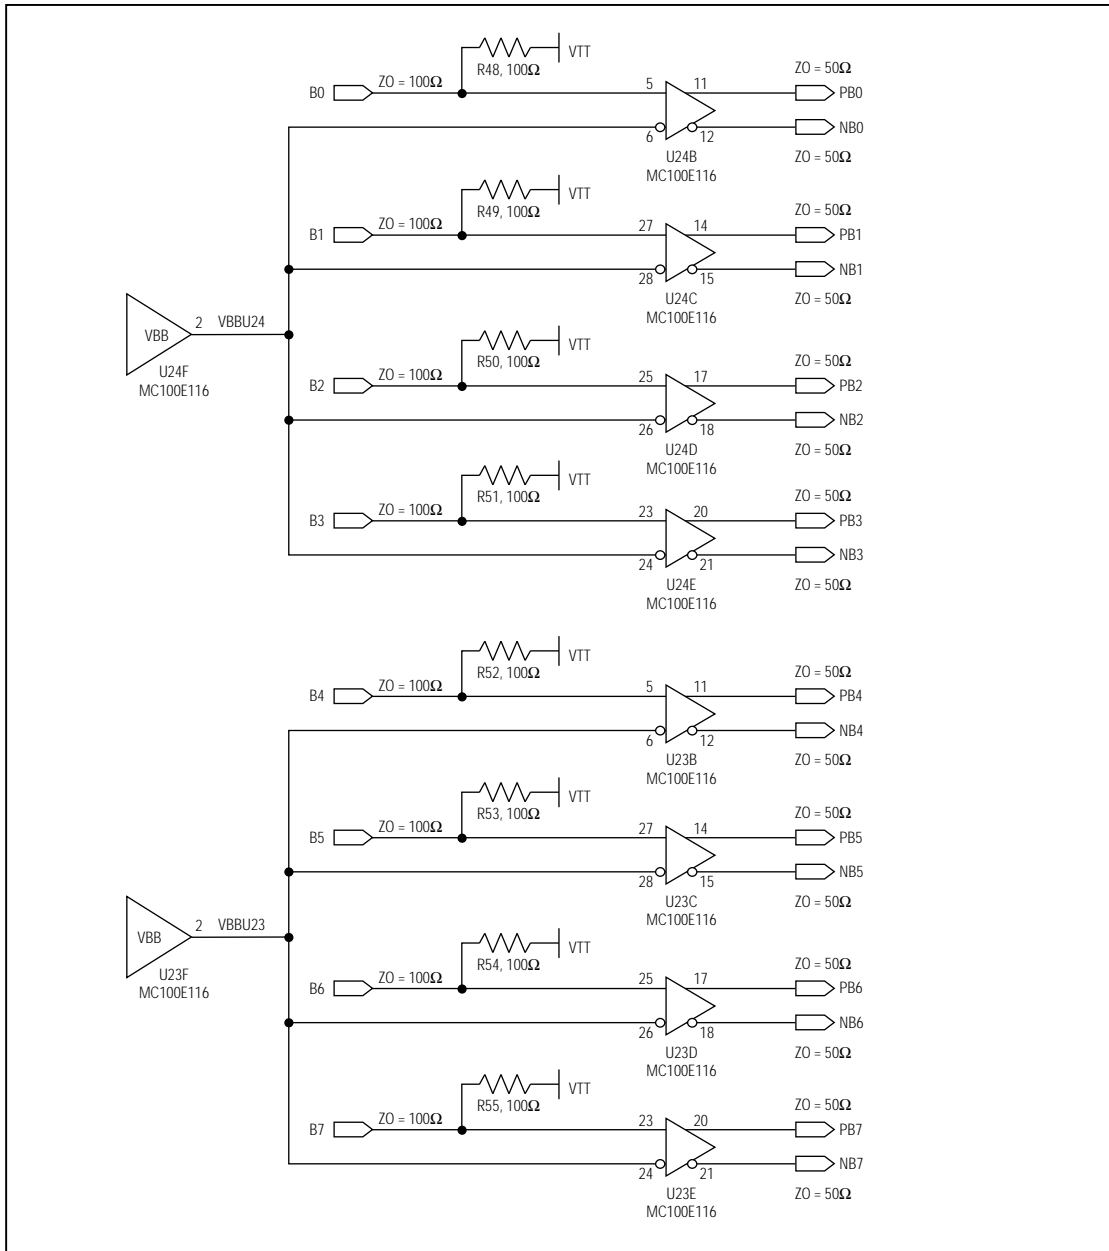 VTT
R48, 100Ω
ZO = 50Ω
B0 ZO = 100Ω 5 11 PB0
6 12 NB0
U24B ZO = 50Ω
MC100E116
VTT
R49, 100Ω
ZO = 50Ω
B1 ZO = 100Ω 27 14 PB1
28 15 NB1
U24C ZO = 50Ω
MC100E116
VBB 2 VBBU24
U24F
MC100E116
VTT
R50, 100Ω
ZO = 50Ω
B2 ZO = 100Ω 25 17 PB2
26 18 NB2
U24D ZO = 50Ω
MC100E116
VTT
R51, 100Ω
ZO = 50Ω
B3 ZO = 100Ω 23 20 PB3
24 21 NB3
U24E ZO = 50Ω
MC100E116
VTT
R52, 100Ω
ZO = 50Ω
B4 ZO = 100Ω 5 11 PB4
6 12 NB4
U23B ZO = 50Ω
MC100E116
VTT
R53, 100Ω
ZO = 50Ω
B5 ZO = 100Ω 27 14 PB5
28 15 NB5
U23C ZO = 50Ω
MC100E116
VBB 2 VBBU23
U23F
MC100E116
VTT
R54, 100Ω
ZO = 50Ω
B6 ZO = 100Ω 25 17 PB6
26 18 NB6
U23D ZO = 50Ω
MC100E116
VTT
R55, 100Ω
ZO = 50Ω
B7 ZO = 100Ω 23 20 PB7
24 21 NB7
U23E ZO = 50Ω
MC100E116